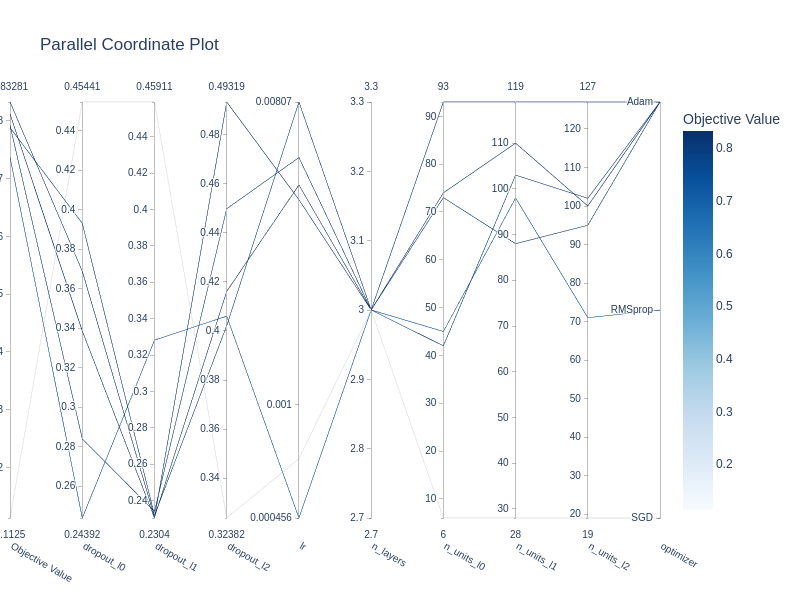 Parallel Coordinate Plot
83281 0.45441 0.45911 0.49319 3.3 93 119 127
.1125 0.24392 0.2304 0.32382 2.7 6 28 19
0.44 0.42 0.4 0.38 0.36 0.34 0.32 0.3 0.28 0.26
0.44 0.42 0.4 0.38 0.36 0.34 0.32 0.3 0.28 0.26 0.24
0.48 0.46 0.44 0.42 0.4 0.38 0.36 0.34
0.00807 0.001 0.000456
3.3 3.2 3.1 3 2.9 2.8 2.7
90 80 70 60 50 40 30 20 10
110 100 90 80 70 60 50 40 30
120 110 100 90 80 70 60 50 40 30 20
Adam
RMSprop
SGD
Objective Value
dropout_l0
dropout_l1
dropout_l2
lr
n_layers
n_units_l0
n_units_l1
n_units_l2
optimizer
Objective Value
0.8
0.7
0.6
0.5
0.4
0.3
0.2